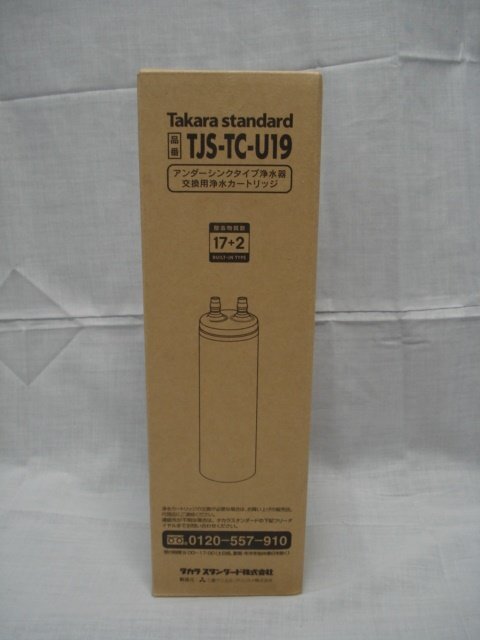 Takara standard
品番 TJS-TC-U19
アンダーシンクタイプ浄水器
交換用浄水カートリッジ
除去物質数
17+2
BUILT-IN TYPE
0120-557-910
タカラスタンダード株式会社